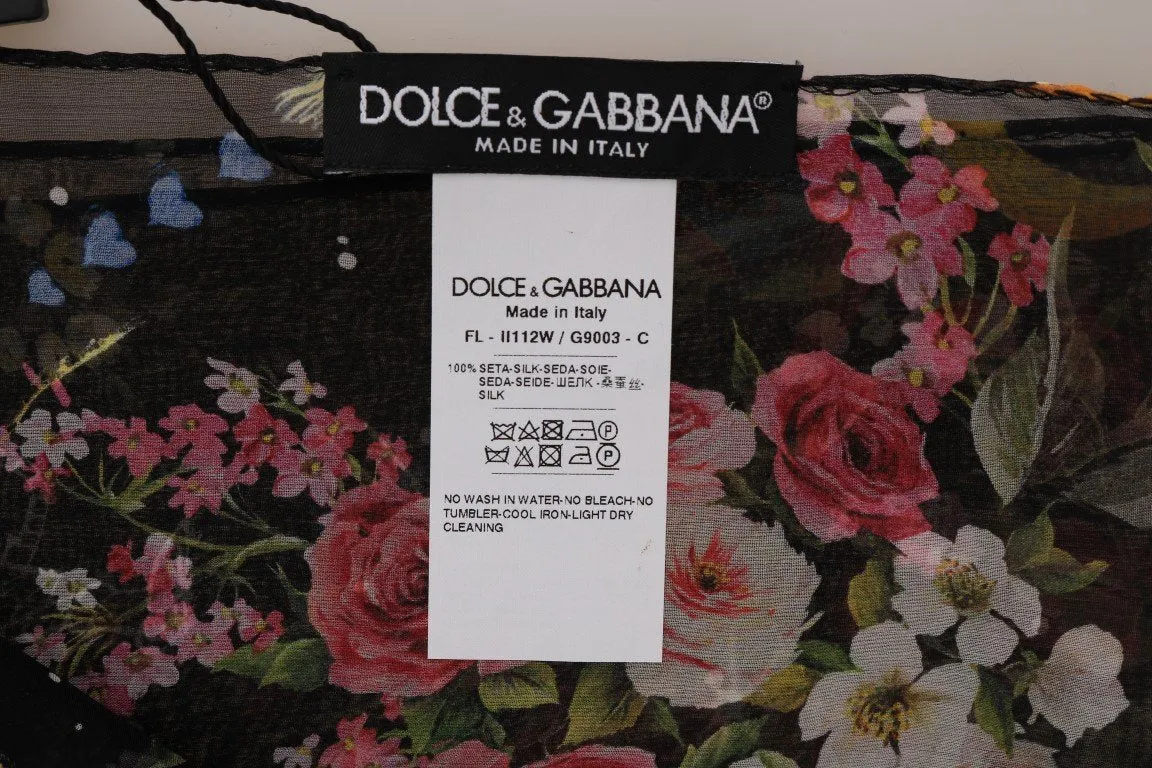 DOLCE & GABBANA®
MADE IN ITALY
DOLCE & GABBANA
Made in Italy
FL - II112W / G9003 - C
100% SETA-SILK-SEDA-SOIE-
SEDA-SEIDE-ШЕЛК -桑蚕丝-
SILK
P
P
NO WASH IN WATER-NO BLEACH-NO
TUMBLER-COOL IRON-LIGHT DRY
CLEANING